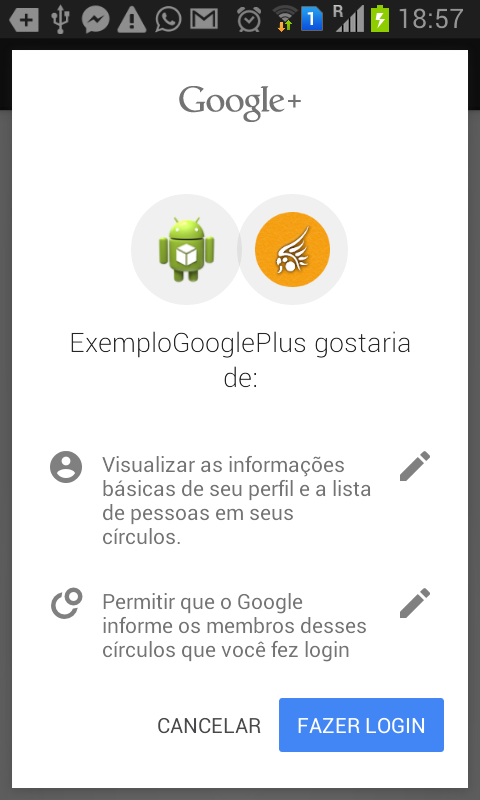 1 R 18:57
Google+
ExemploGooglePlus gostaria
de:
Visualizar as informações
básicas de seu perfil e a lista
de pessoas em seus
círculos.
Permitir que o Google
informe os membros desses
círculos que você fez login
CANCELAR FAZER LOGIN